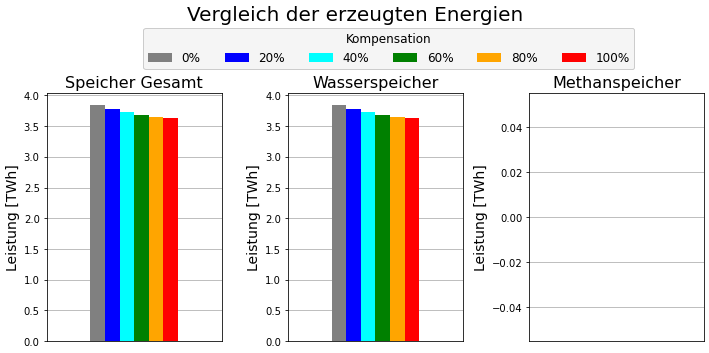 Vergleich der erzeugten Energien
Kompensation
0% 20% 40% 60% 80% 100%
Speicher Gesamt
Leistung [TWh]
4.0
3.5
3.0
2.5
2.0
1.5
1.0
0.5
0.0
Wasserspeicher
Leistung [TWh]
4.0
3.5
3.0
2.5
2.0
1.5
1.0
0.5
0.0
Methanspeicher
Leistung [TWh]
0.04
0.02
0.00
−0.02
−0.04